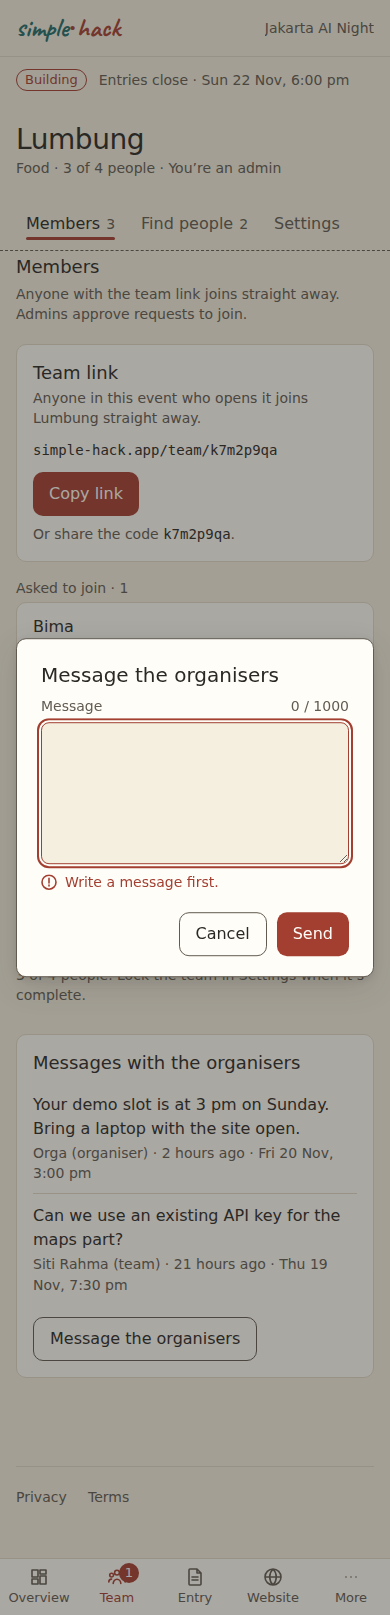 simple·hack
Jakarta AI Night
Building
Entries close · Sun 22 Nov, 6:00 pm
Lumbung
Food · 3 of 4 people · You’re an admin
Members 3
Find people 2
Settings
Members
Anyone with the team link joins straight away.
Admins approve requests to join.
Team link
Anyone in this event who opens it joins
Lumbung straight away.
simple-hack.app/team/k7m2p9qa
Copy link
Or share the code k7m2p9qa.
Asked to join · 1
Bima
Message the organisers
Message
0 / 1000
Write a message first.
Cancel
Send
3 of 4 people. Lock the team in Settings when it’s
complete.
Messages with the organisers
Your demo slot is at 3 pm on Sunday.
Bring a laptop with the site open.
Orga (organiser) · 2 hours ago · Fri 20 Nov,
3:00 pm
Can we use an existing API key for the
maps part?
Siti Rahma (team) · 21 hours ago · Thu 19
Nov, 7:30 pm
Message the organisers
Privacy
Terms
1
Overview
Team
Entry
Website
More